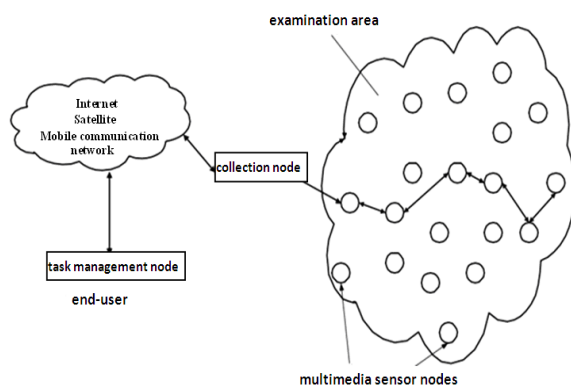 examination area
Internet
Satellite
Mobile communication
network
collection node
task management node
end-user
multimedia sensor nodes